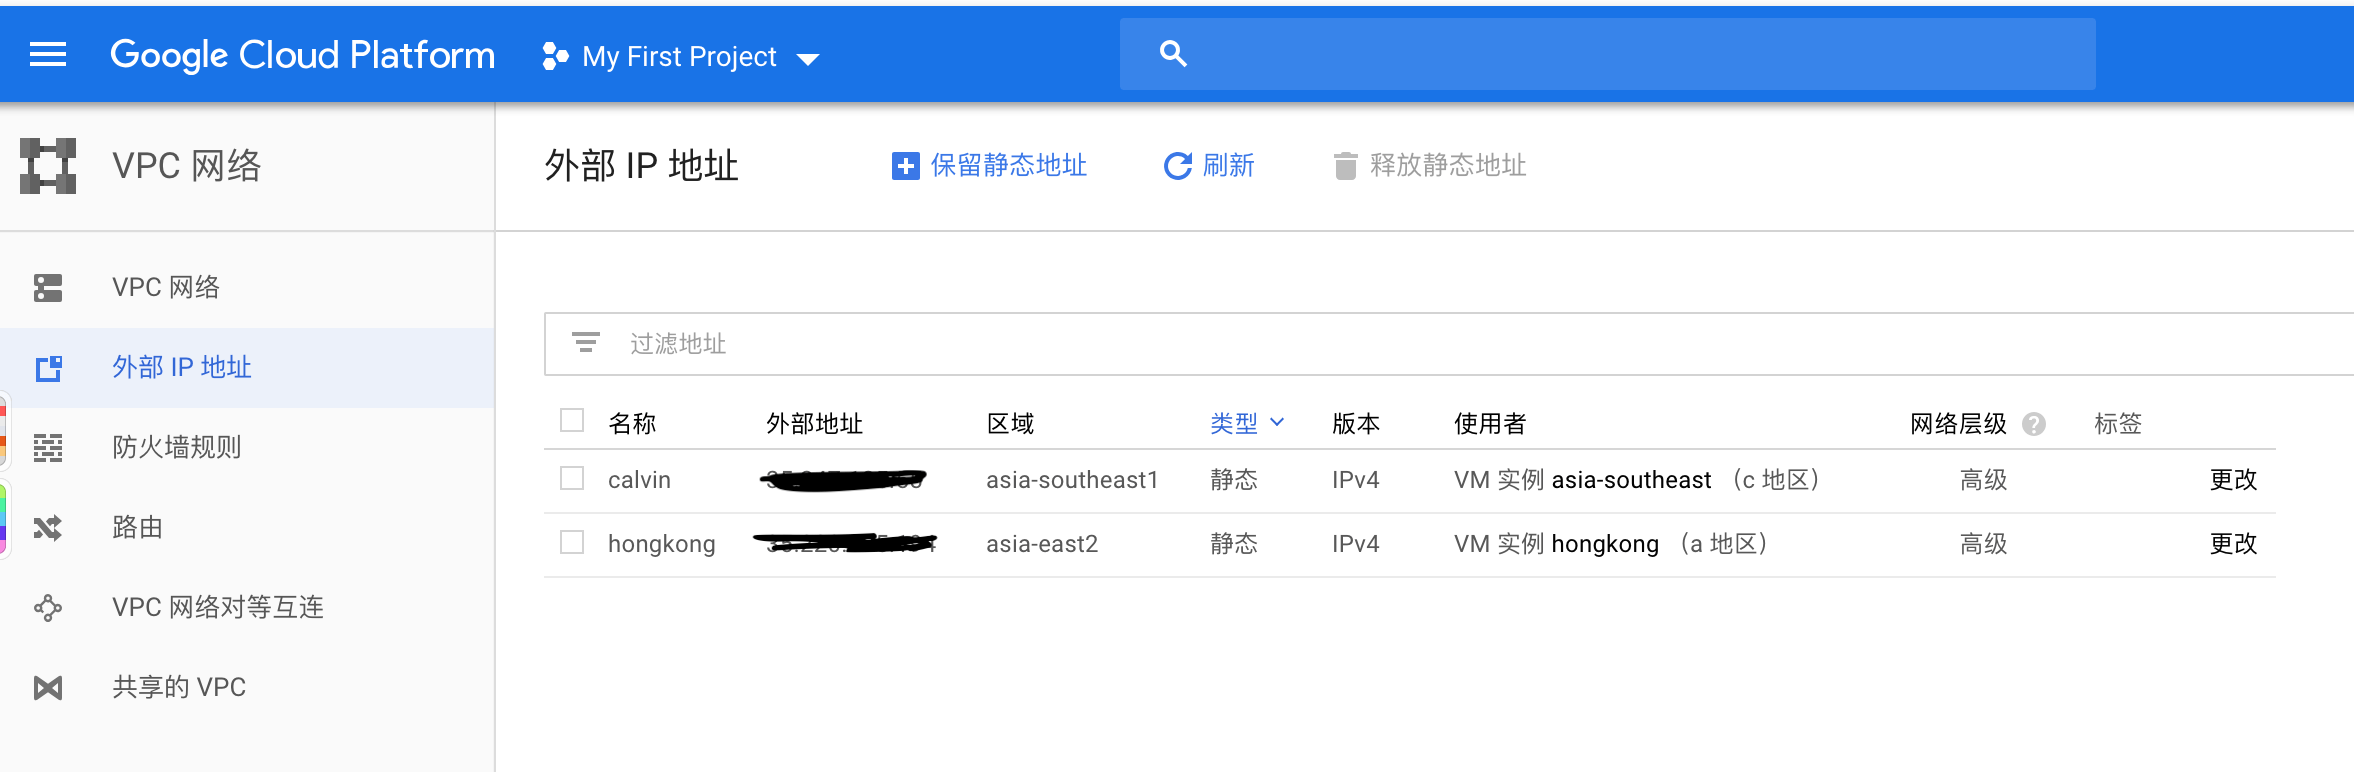 Google Cloud Platform My First Project
VPC 网络
外部 IP 地址 保留静态地址 刷新 释放静态地址
VPC 网络
外部 IP 地址
防火墙规则
路由
VPC 网络对等互连
共享的 VPC
过滤地址
名称 外部地址 区域 类型 版本 使用者 网络层级 ? 标签
calvin asia-southeast1 静态 IPv4 VM 实例 asia-southeast （c 地区） 高级 更改
hongkong asia-east2 静态 IPv4 VM 实例 hongkong （a 地区） 高级 更改